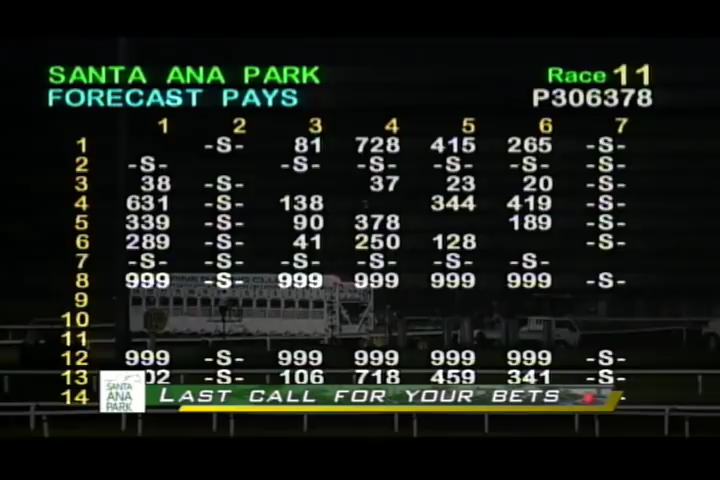 SANTA ANA PARK Race 11
FORECAST PAYS P306378
1 2 3 4 5 6 7
1 -S- 81 728 415 265 -S-
2 -S- -S- -S- -S- -S- -S-
3 38 -S- 37 23 20 -S-
4 631 -S- 138 344 419 -S-
5 339 -S- 90 378 189 -S-
6 289 -S- 41 250 128 -S-
7 -S- -S- -S- -S- -S- -S-
8 999 -S- 999 999 999 999 -S-
9
10
11
12 999 -S- 999 999 999 999 -S-
13 02 -S- 106 718 459 341 -S-
14
SANTA
ANA
PARK
LAST CALL FOR YOUR BETS